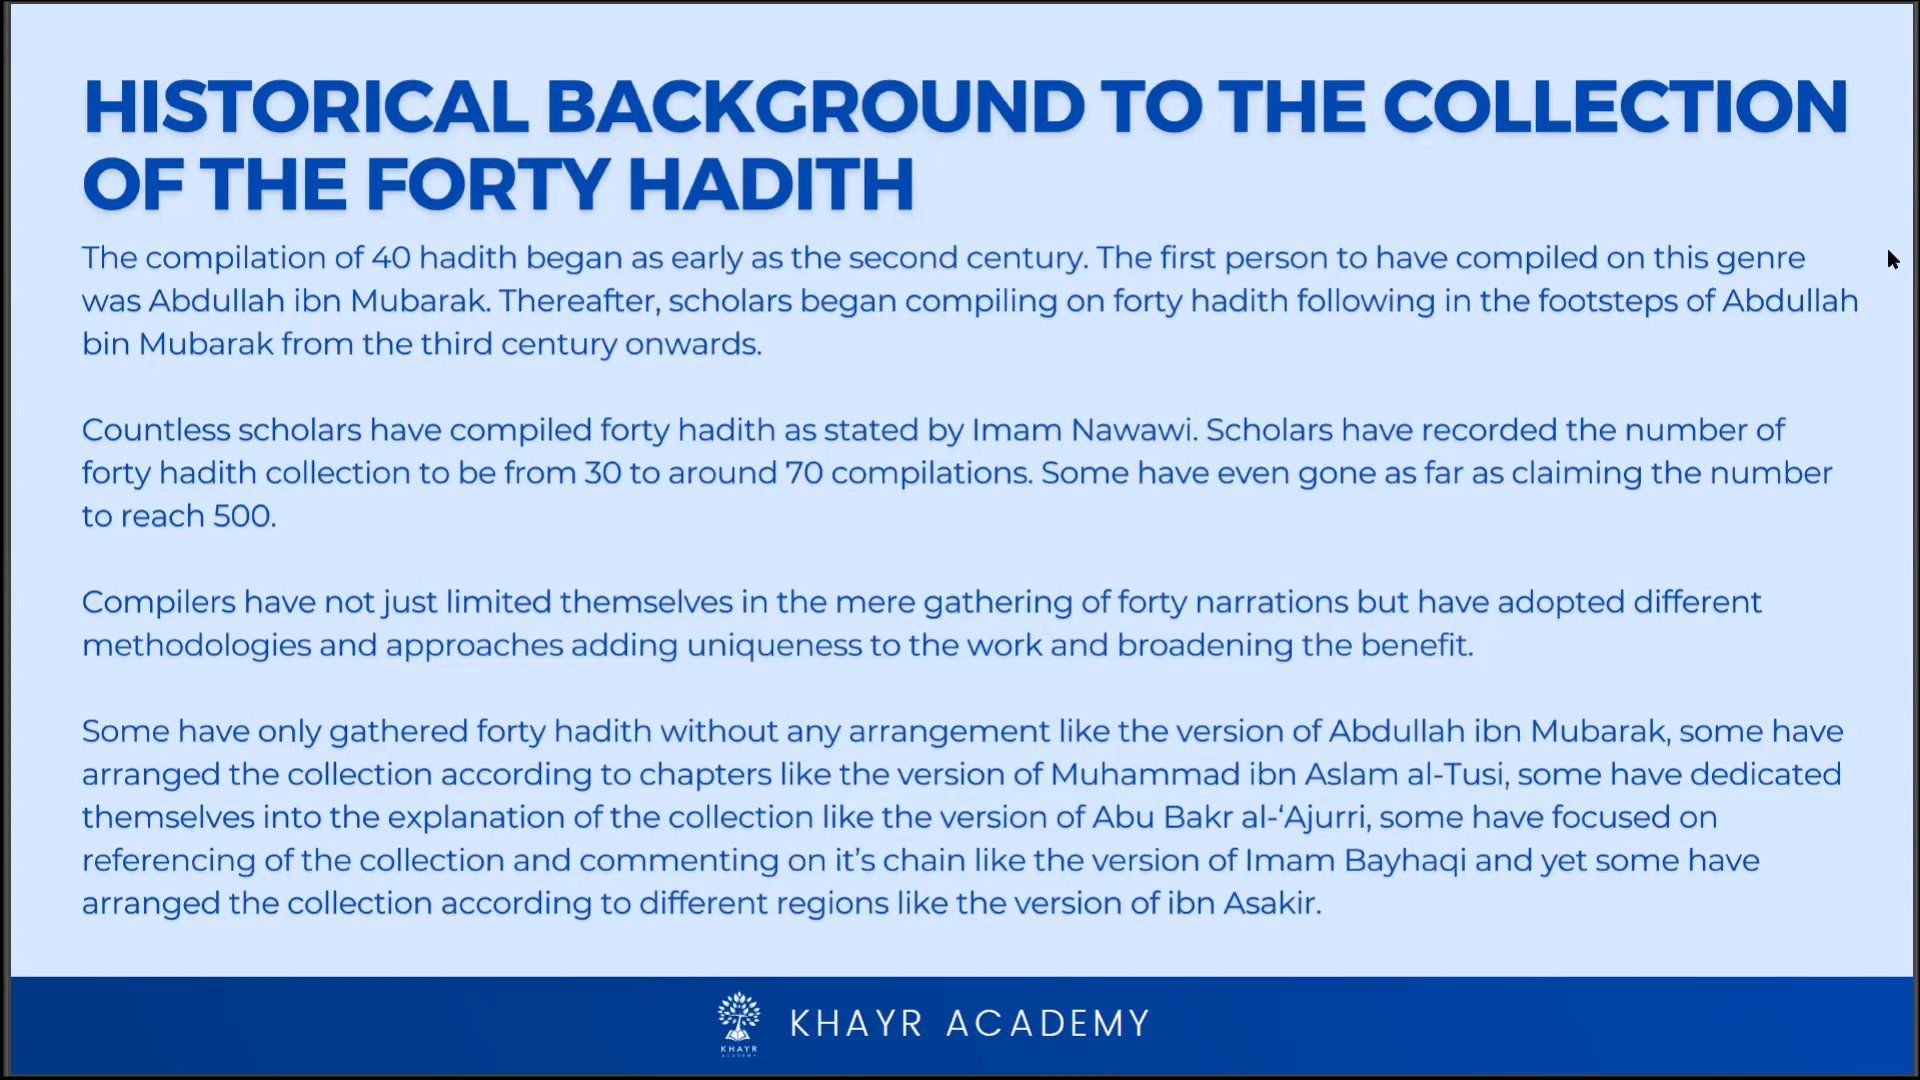 HISTORICAL BACKGROUND TO THE COLLECTION
OF THE FORTY HADITH
The compilation of 40 hadith began as early as the second century. The first person to have compiled on this genre
was Abdullah ibn Mubarak. Thereafter, scholars began compiling on forty hadith following in the footsteps of Abdullah
bin Mubarak from the third century onwards.
Countless scholars have compiled forty hadith as stated by Imam Nawawi. Scholars have recorded the number of
forty hadith collection to be from 30 to around 70 compilations. Some have even gone as far as claiming the number
to reach 500.
Compilers have not just limited themselves in the mere gathering of forty narrations but have adopted different
methodologies and approaches adding uniqueness to the work and broadening the benefit.
Some have only gathered forty hadith without any arrangement like the version of Abdullah ibn Mubarak, some have
arranged the collection according to chapters like the version of Muhammad ibn Aslam al-Tusi, some have dedicated
themselves into the explanation of the collection like the version of Abu Bakr al-‘Ajurri, some have focused on
referencing of the collection and commenting on it’s chain like the version of Imam Bayhaqi and yet some have
arranged the collection according to different regions like the version of ibn Asakir.
KHAYR
ACADEMY
KHAYR ACADEMY